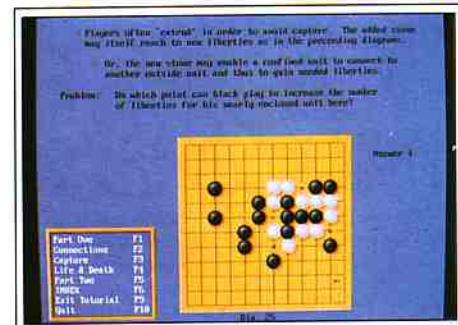 Players often "extend" in order to avoid capture. The added stone
may itself reach to new liberties as in the preceding diagrams.
Or, the new stone may enable a confined unit to connect to
another outside unit and thus to gain needed liberties.
Problem: On which point can black play to increase the number
of liberties for his nearly enclosed unit here?
Answer
Part One F1
Connections F2
Capture F3
Life & Death F4
Part Two F5
INDEX F6
Exit Tutorial F9
Quit F10
Dia. 25